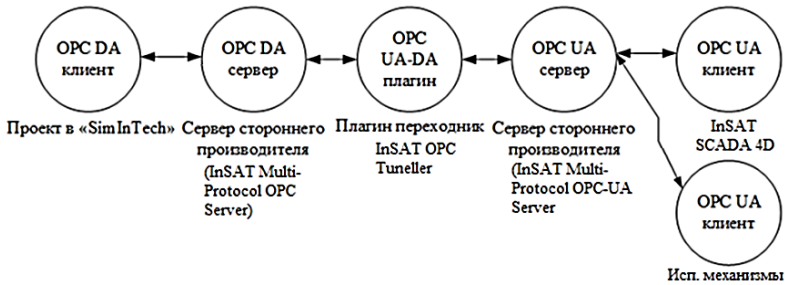 OPC DA
клиент
Проект в «SimInTech»
OPC DA
сервер
Сервер стороннего
производителя
(InSAT Multi-
Protocol OPC
Server)
OPC
UA-DA
плагин
Плагин переходник
InSAT OPC
Tuneller
OPC UA
сервер
Сервер стороннего
производителя (InSAT Multi-
Protocol OPC-UA
Server
OPC UA
клиент
InSAT
SCADA 4D
OPC UA
клиент
Исп. механизмы